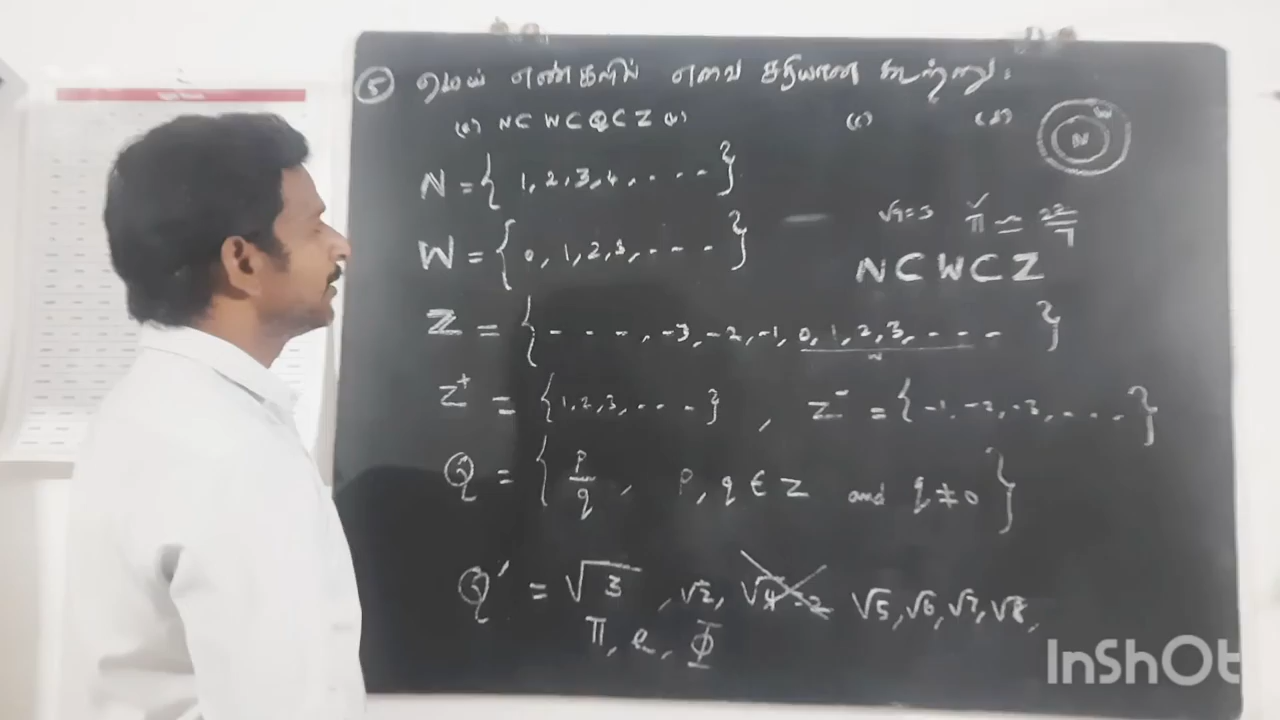 5 மெய் எண்களில் எவை சரியான கூற்று:
(a) N ⊂ W ⊂ Q ⊂ Z (b) (c) (d)
N W
N = { 1, 2, 3, 4, . . . . }
√9 = 3 π ≃ 22/7
W = { 0, 1, 2, 3, . . . . }
N ⊂ W ⊂ Z
Z = { - - - , -3, -2, -1, 0, 1, 2, 3, - - - }
W
Z⁺ = { 1, 2, 3, . . . . } , Z⁻ = { -1, -2, -3, . . . . }
Q = { p/q , p, q ∈ Z and q ≠ 0 }
Q′ = √3 , √2, √4 = 2 √5, √6, √7, √8,
π, e, Φ
InShOt